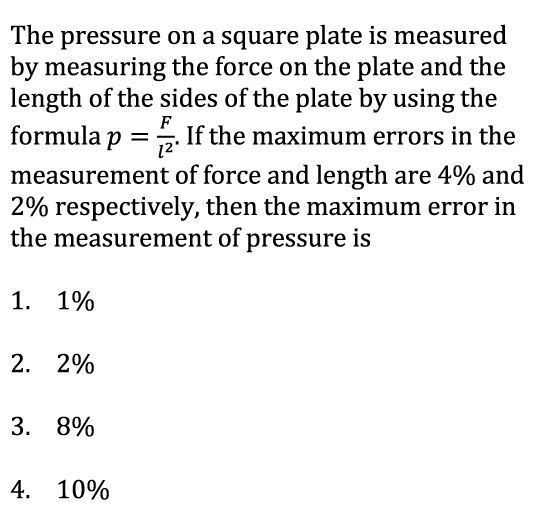 The pressure on a square plate is measured
by measuring the force on the plate and the
length of the sides of the plate by using the
formula p = F/l². If the maximum errors in the
measurement of force and length are 4% and
2% respectively, then the maximum error in
the measurement of pressure is
1. 1%
2. 2%
3. 8%
4. 10%